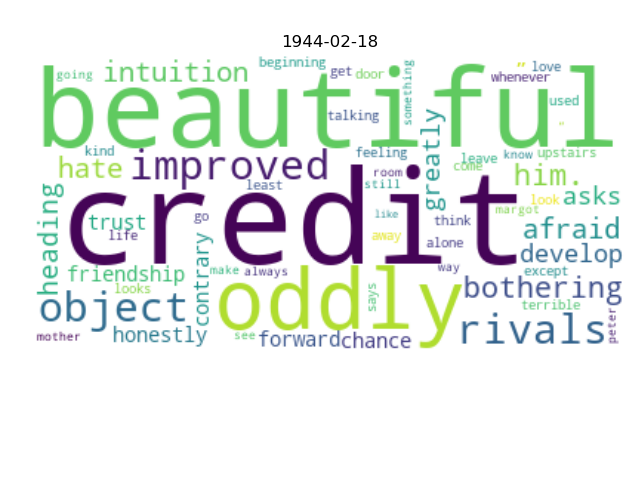 1944-02-18
going intuition beginning get door something “ love whenever
beautiful
talking used
“
kind hate improved feeling greatly leave know upstairs come him.
least room still asks
credit
heading trust life go like think look margot afraid
contrary away alone develop
friendship looks make always way except bothering
object oddly says terrible rivals peter
mother honestly see forward chance